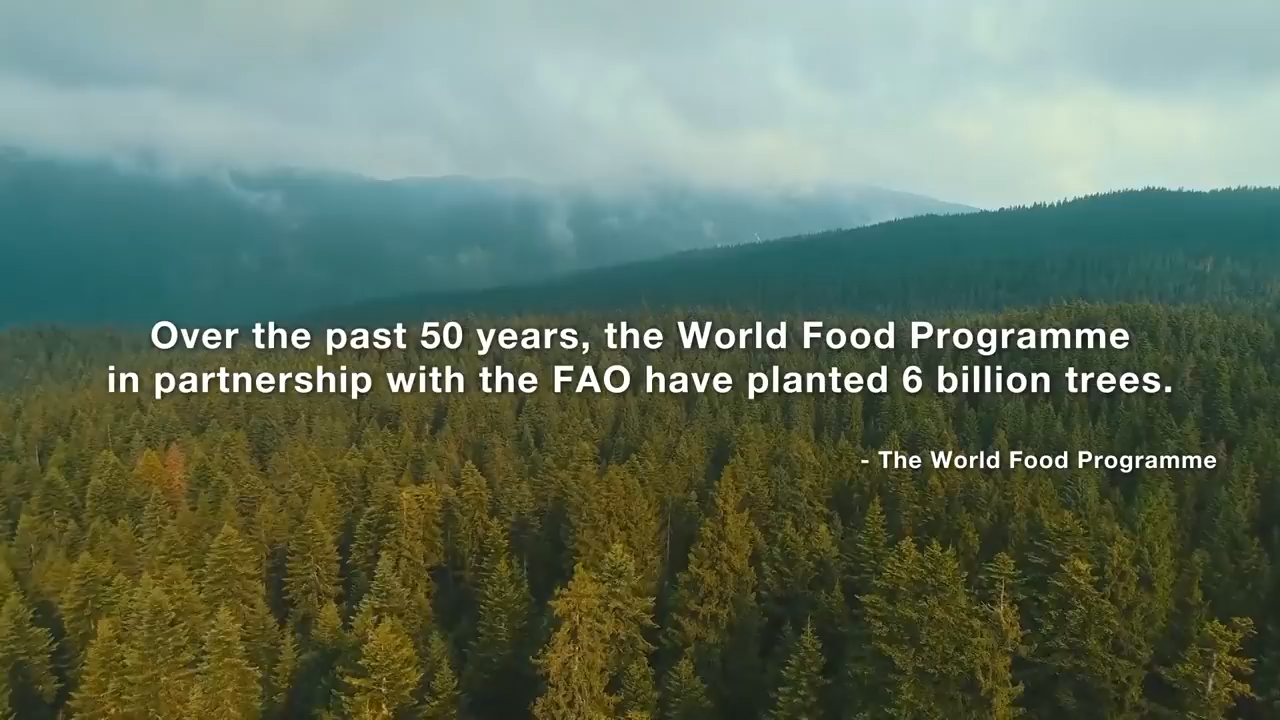 Over the past 50 years, the World Food Programme
in partnership with the FAO have planted 6 billion trees.
- The World Food Programme